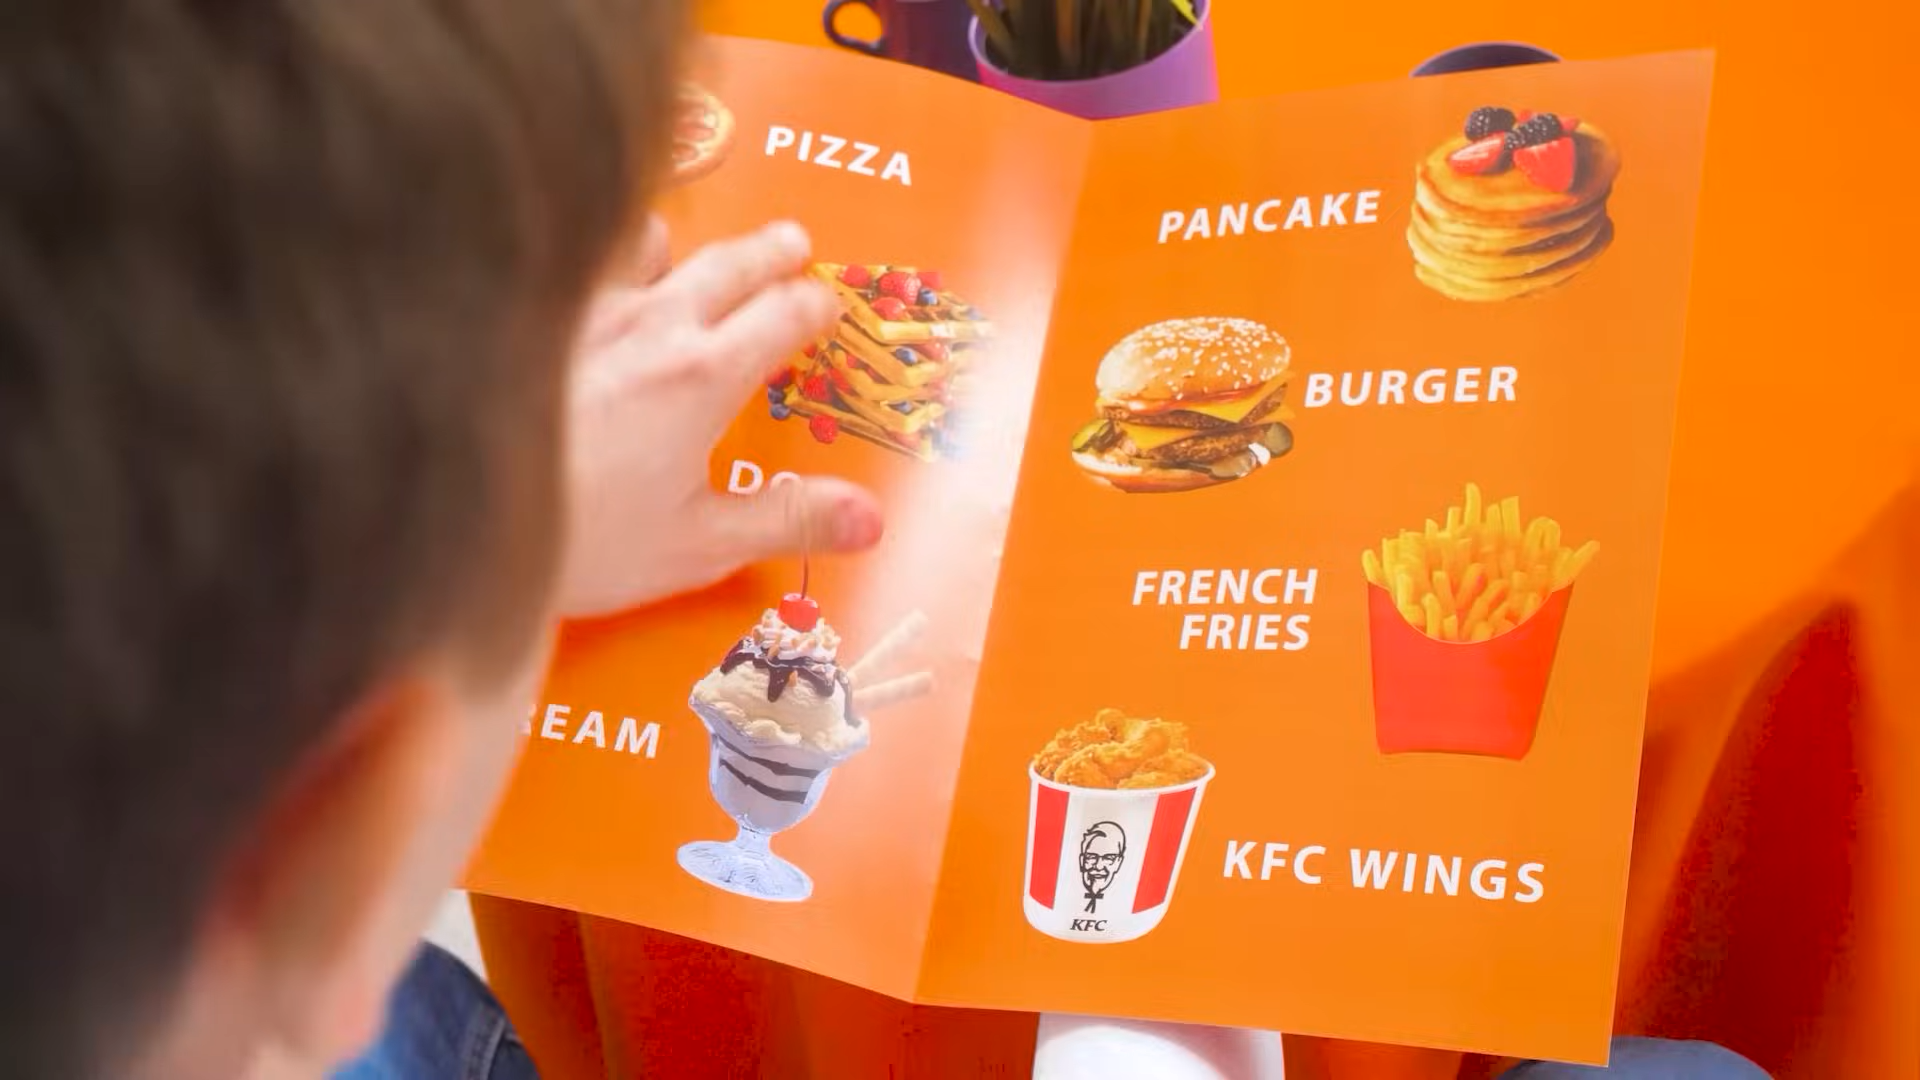 PIZZA
REAM
PANCAKE
BURGER
FRENCH
FRIES
KFC
KFC WINGS